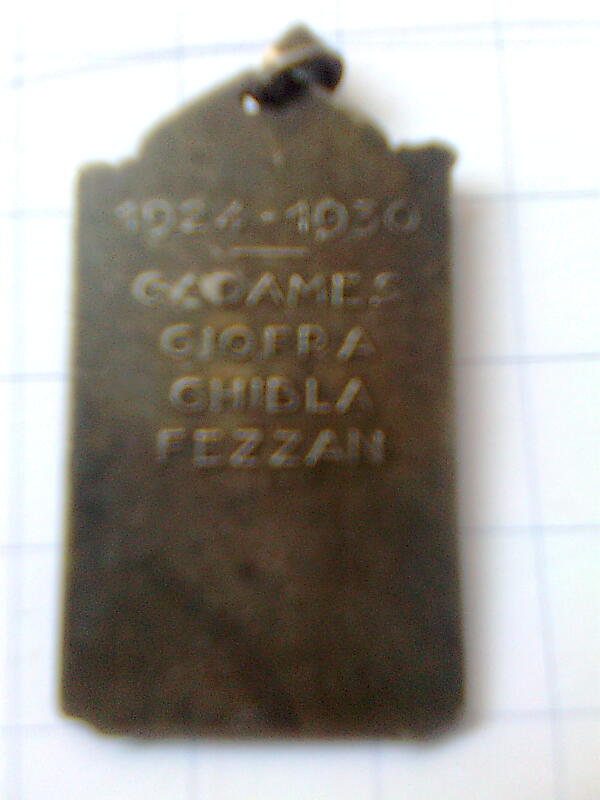 1924-1930
GADAMES
GIOFRA
GHIBLA
FEZZAN